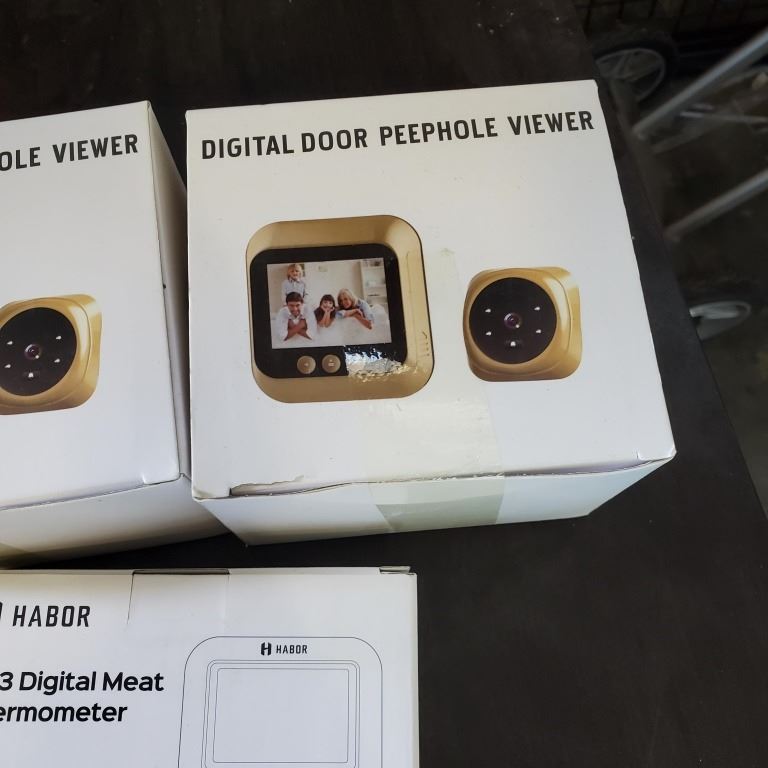 OLE VIEWER
DIGITAL DOOR PEEPHOLE VIEWER
HABOR
HABOR
3 Digital Meat
ermometer